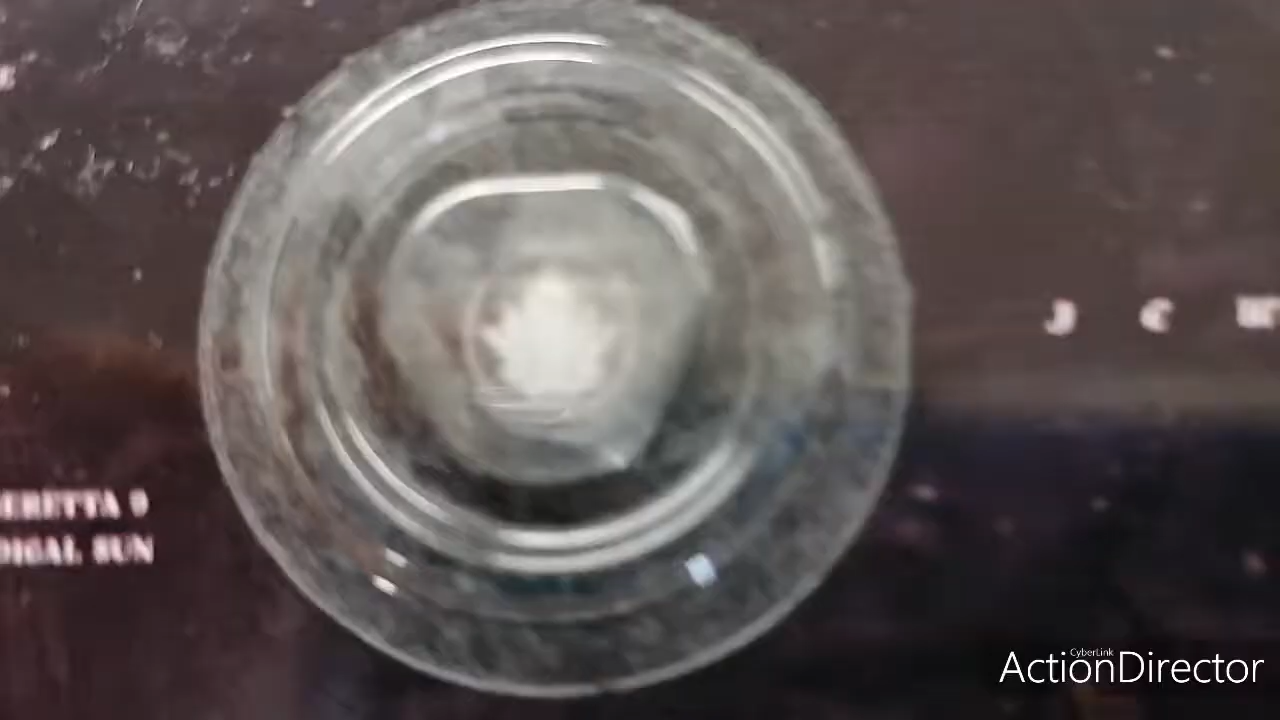 J C
ERETTA 9
DIGAL SUN
CyberLink
ActionDirector